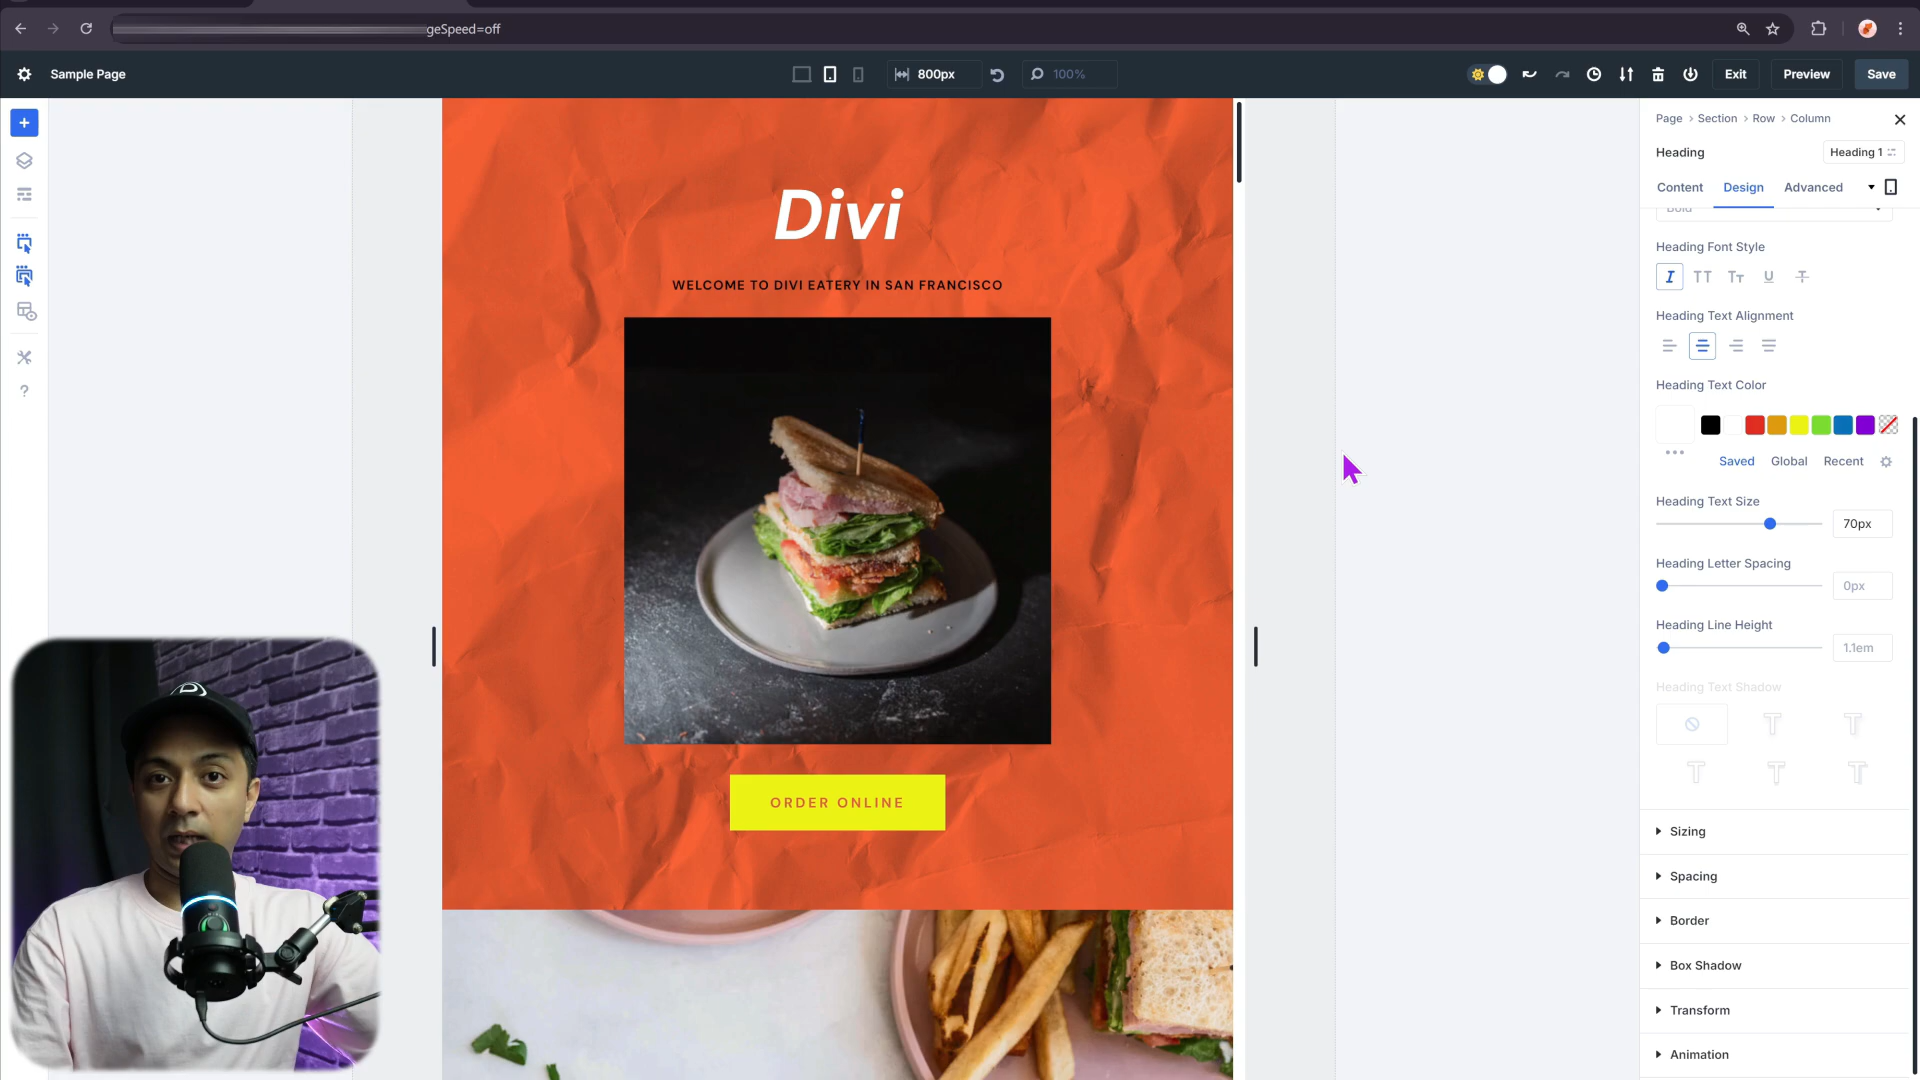 geSpeed=off
Sample Page
800px
100%
Exit
Preview
Save
Page > Section > Row > Column
Heading
Heading 1
Content
Design
Advanced
Bold
Heading Font Style
Heading Text Alignment
Heading Text Color
Saved
Global
Recent
Heading Text Size
70px
Heading Letter Spacing
0px
Heading Line Height
1.1em
Heading Text Shadow
Sizing
Spacing
Border
Box Shadow
Transform
Animation
Divi
WELCOME TO DIVI EATERY IN SAN FRANCISCO
ORDER ONLINE